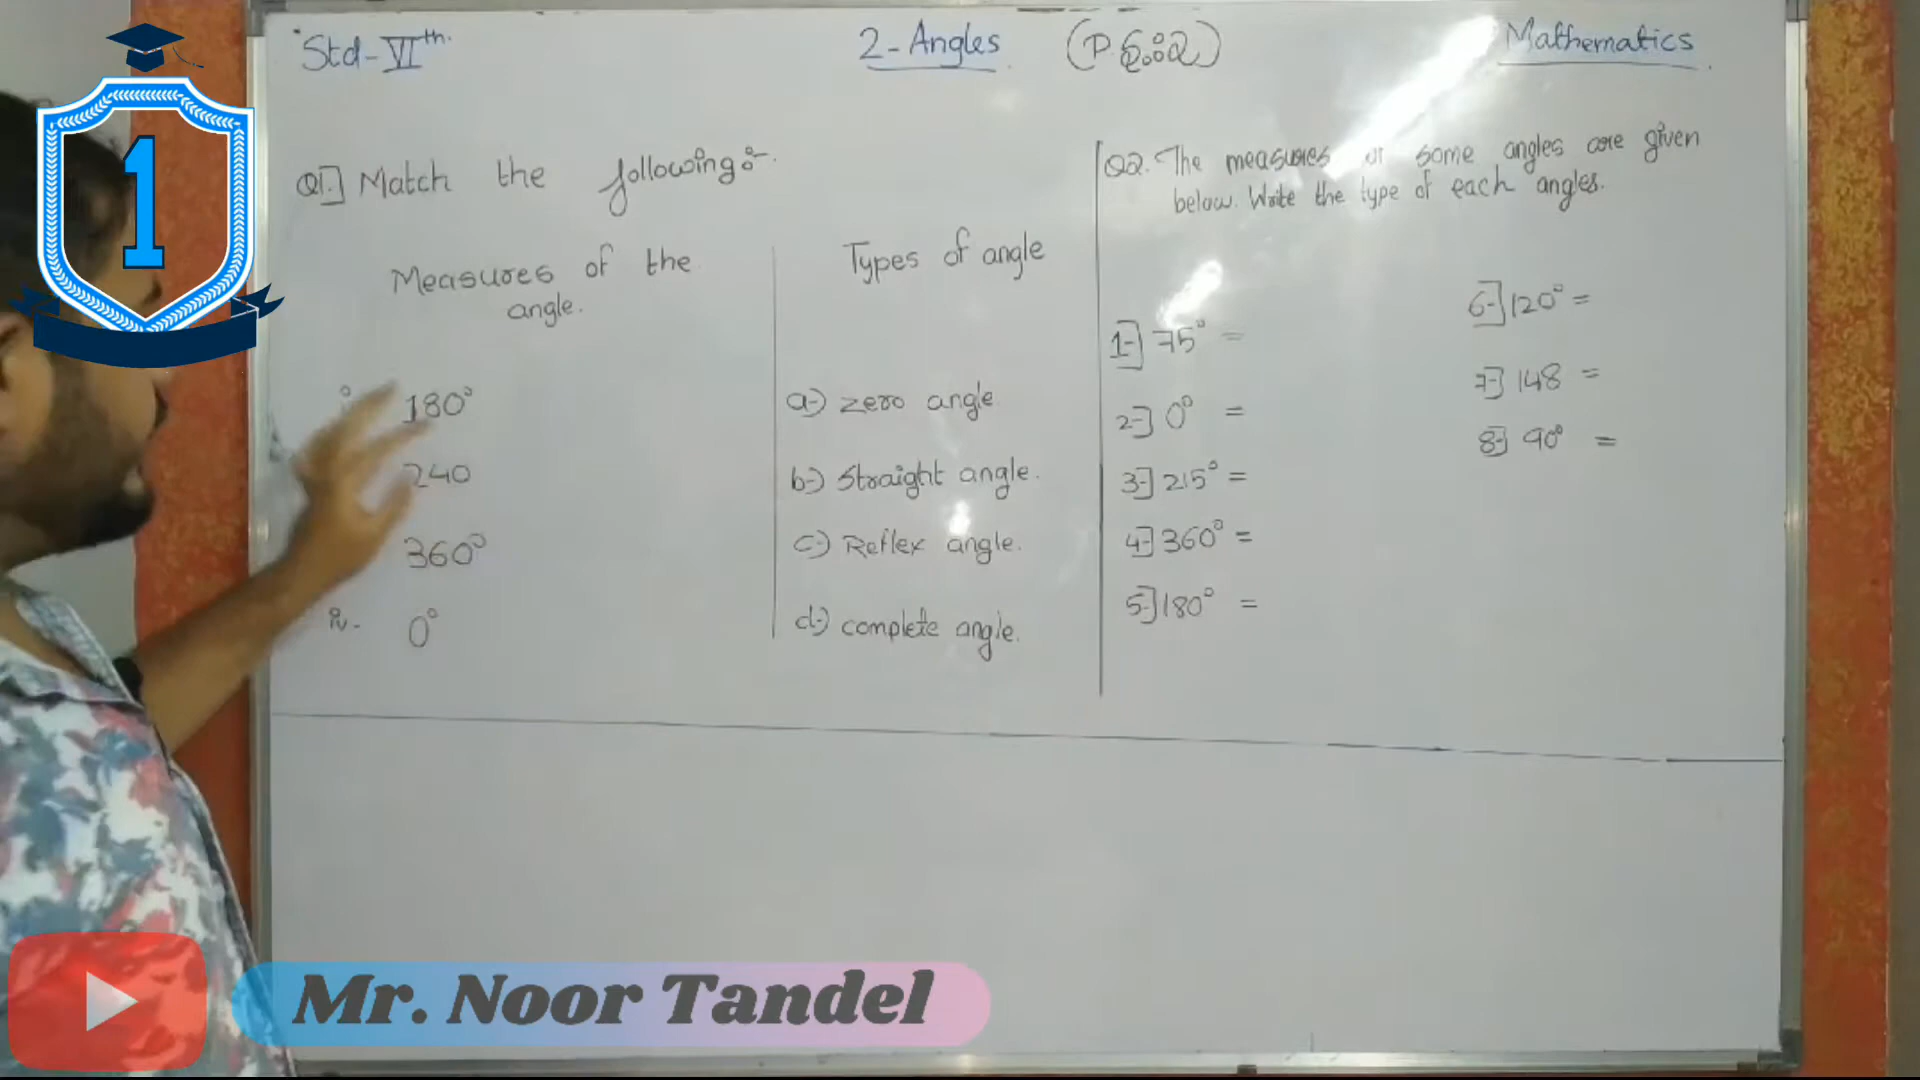 Std-VIth.
2-Angles (P.S:2)
Mathematics
1
Q1.] Match the following:-
Measures of the
angle.
Types of angle
i 180°
a-) zero angle
240
b-) Straight angle.
360°
c-) Reflex angle.
iv- 0°
d-) complete angle.
Q2. The measures of some angles are given
below. Write the type of each angles.
1-] 75° =
2-] 0° =
3-] 215° =
4-] 360° =
5-] 180° =
6-] 120° =
7-] 148 =
8-] 90° =
Mr. Noor Tandel